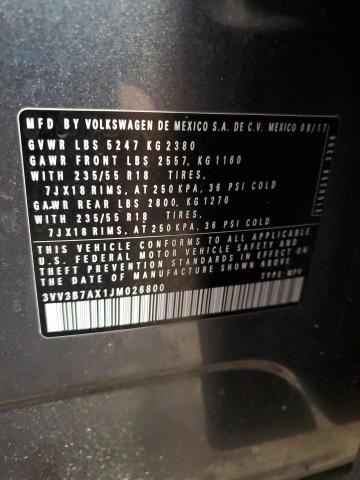 MFD BY VOLKSWAGEN DE MEXICO S.A. DE C.V. MEXICO 08/17
GVWR LBS 5247 KG 2380
GAWR FRONT LBS 2557, KG 1160
WITH 235/55 R18 TIRES,
7JX18 RIMS, AT 250 KPA, 36 PSI COLD
GAWR REAR LBS 2800, KG 1270
WITH 235/55 R18 TIRES,
7JX18 RIMS, AT 250 KPA, 36 PSI COLD
THIS VEHICLE CONFORMS TO ALL APPLICABLE
U.S. FEDERAL MOTOR VEHICLE SAFETY AND
THEFT PREVENTION STANDARDS IN EFFECT ON
THE DATE OF MANUFACTURE
3VV3B7AX1JM026800 TYPE: MPV